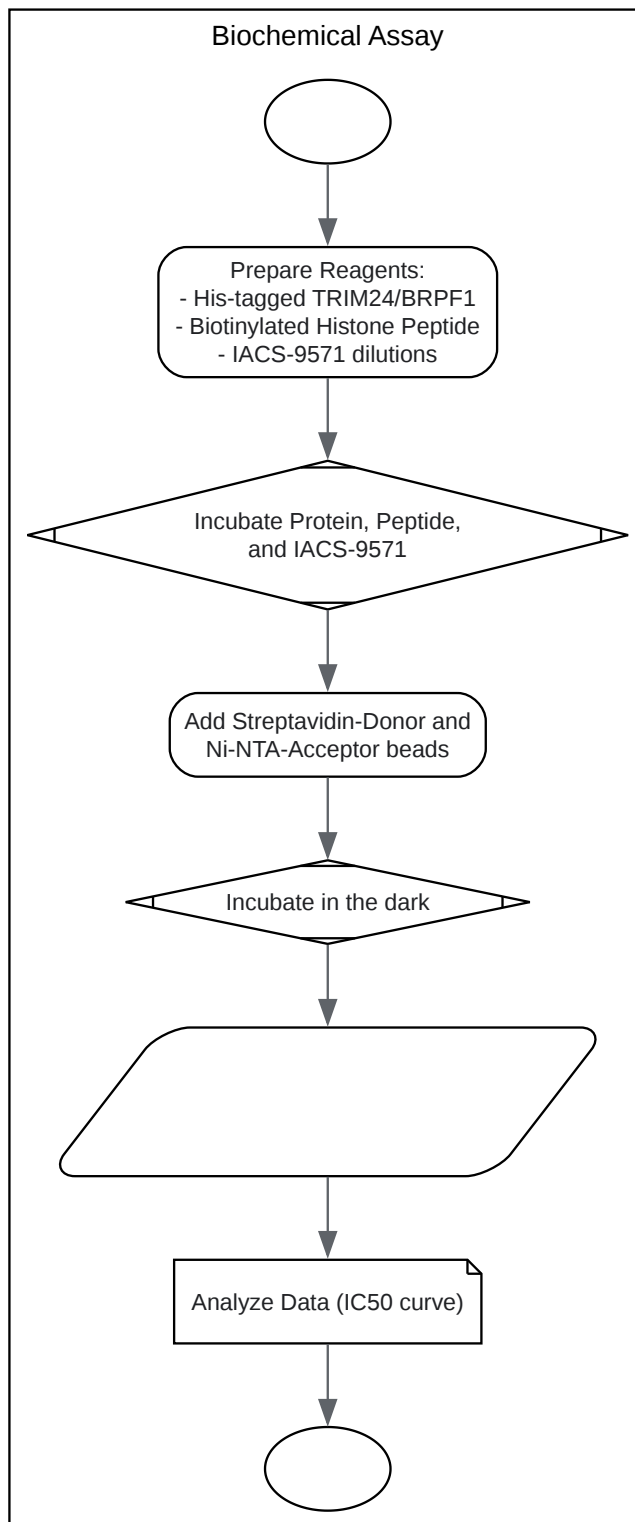 Biochemical Assay
Prepare Reagents:
- His-tagged TRIM24/BRPF1
- Biotinylated Histone Peptide
- IACS-9571 dilutions
Incubate Protein, Peptide,
and IACS-9571
Add Streptavidin-Donor and
Ni-NTA-Acceptor beads
Incubate in the dark
Analyze Data (IC50 curve)